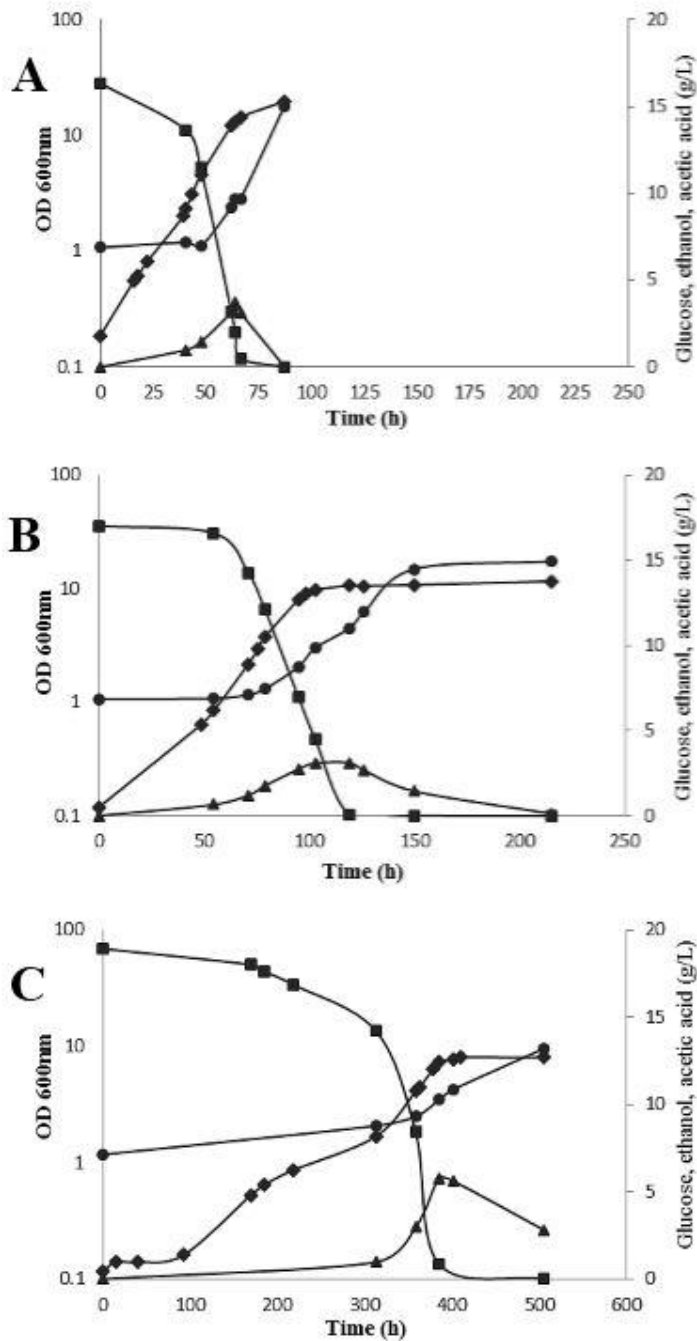 A
100
10
1
0.1
OD 600nm
20
15
10
5
0
Glucose, ethanol, acetic acid (g/L)
0 25 50 75 100 125 150 175 200 225 250
Time (h)
B
100
10
1
0.1
OD 600nm
20
15
10
5
0
Glucose, ethanol, acetic acid (g/L)
0 50 100 150 200 250
Time (h)
C
100
10
1
0.1
OD 600nm
20
15
10
5
0
Glucose, ethanol, acetic acid (g/L)
0 100 200 300 400 500 600
Time (h)